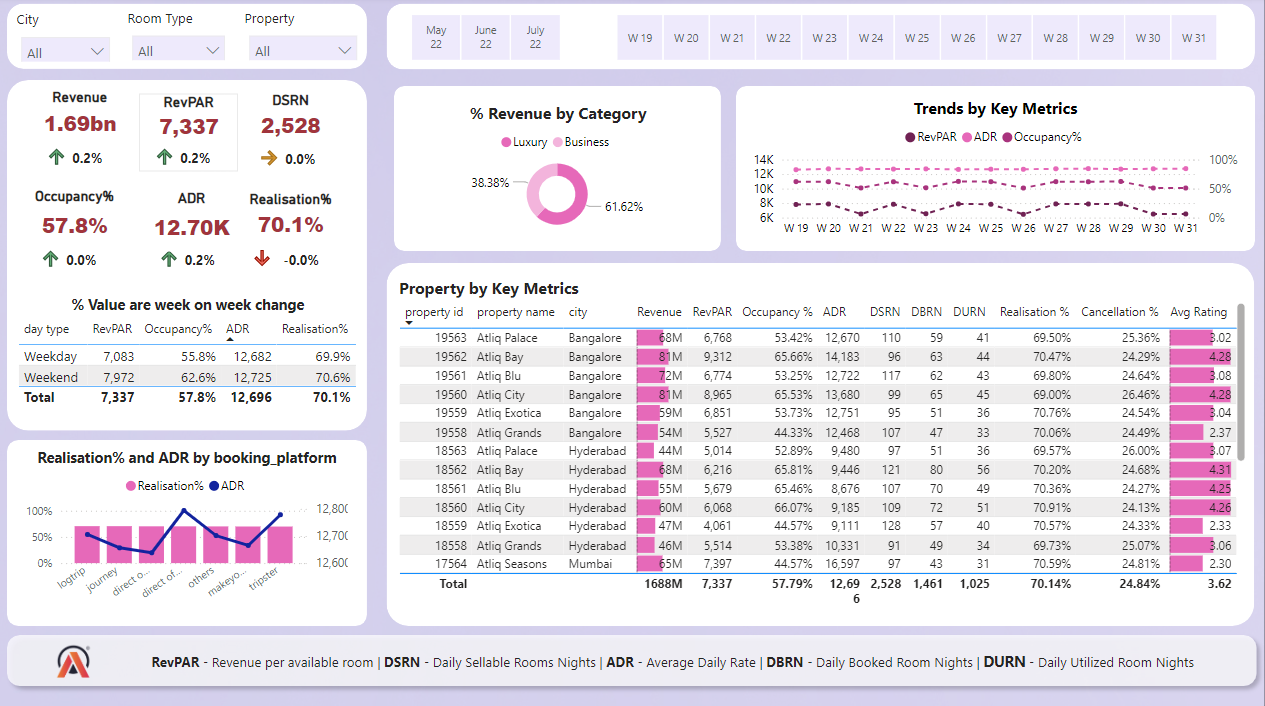 City Room Type Property
All All All
May 22 June 22 July 22 W 19 W 20 W 21 W 22 W 23 W 24 W 25 W 26 W 27 W 28 W 29 W 30 W 31
Revenue RevPAR DSRN
1.69bn 7,337 2,528
0.2% 0.2% 0.0%
Occupancy% ADR Realisation%
57.8% 12.70K 70.1%
0.0% 0.2% -0.0%
% Value are week on week change
day type RevPAR Occupancy% ADR Realisation%
Weekday 7,083 55.8% 12,682 69.9%
Weekend 7,972 62.6% 12,725 70.6%
Total 7,337 57.8% 12,696 70.1%
Realisation% and ADR by booking_platform
Realisation% ADR
100% 12,800
50% 12,700
0% 12,600
logtrip journey direct o... direct of... others makeyo... tripster
% Revenue by Category
Luxury Business
38.38%
61.62%
Trends by Key Metrics
RevPAR ADR Occupancy%
14K 100%
12K
10K 50%
8K
6K 0%
W 19 W 20 W 21 W 22 W 23 W 24 W 25 W 26 W 27 W 28 W 29 W 30 W 31
Property by Key Metrics
property id property name city Revenue RevPAR Occupancy % ADR DSRN DBRN DURN Realisation % Cancellation % Avg Rating
19563 Atliq Palace Bangalore 68M 6,768 53.42% 12,670 110 59 41 69.50% 25.36% 3.02
19562 Atliq Bay Bangalore 81M 9,312 65.66% 14,183 96 63 44 70.47% 24.29% 4.28
19561 Atliq Blu Bangalore 72M 6,774 53.25% 12,722 117 62 43 69.80% 24.64% 3.08
19560 Atliq City Bangalore 81M 8,965 65.53% 13,680 99 65 45 69.00% 26.46% 4.28
19559 Atliq Exotica Bangalore 59M 6,851 53.73% 12,751 95 51 36 70.76% 24.54% 3.04
19558 Atliq Grands Bangalore 54M 5,527 44.33% 12,468 107 47 33 70.06% 24.49% 2.37
18563 Atliq Palace Hyderabad 44M 5,014 52.89% 9,480 97 51 36 69.57% 26.00% 3.07
18562 Atliq Bay Hyderabad 68M 6,216 65.81% 9,446 121 80 56 70.20% 24.68% 4.31
18561 Atliq Blu Hyderabad 55M 5,679 65.46% 8,676 107 70 49 70.36% 24.27% 4.25
18560 Atliq City Hyderabad 60M 6,068 66.07% 9,185 109 72 51 70.91% 24.13% 4.26
18559 Atliq Exotica Hyderabad 47M 4,061 44.57% 9,111 128 57 40 70.57% 24.33% 2.33
18558 Atliq Grands Hyderabad 46M 5,514 53.38% 10,331 91 49 34 69.73% 25.07% 3.06
17564 Atliq Seasons Mumbai 65M 7,397 44.57% 16,597 97 43 31 70.59% 24.81% 2.30
Total 1688M 7,337 57.79% 12,69 2,528 1,461 1,025 70.14% 24.84% 3.62
6
RevPAR - Revenue per available room | DSRN - Daily Sellable Rooms Nights | ADR - Average Daily Rate | DBRN - Daily Booked Room Nights | DURN - Daily Utilized Room Nights